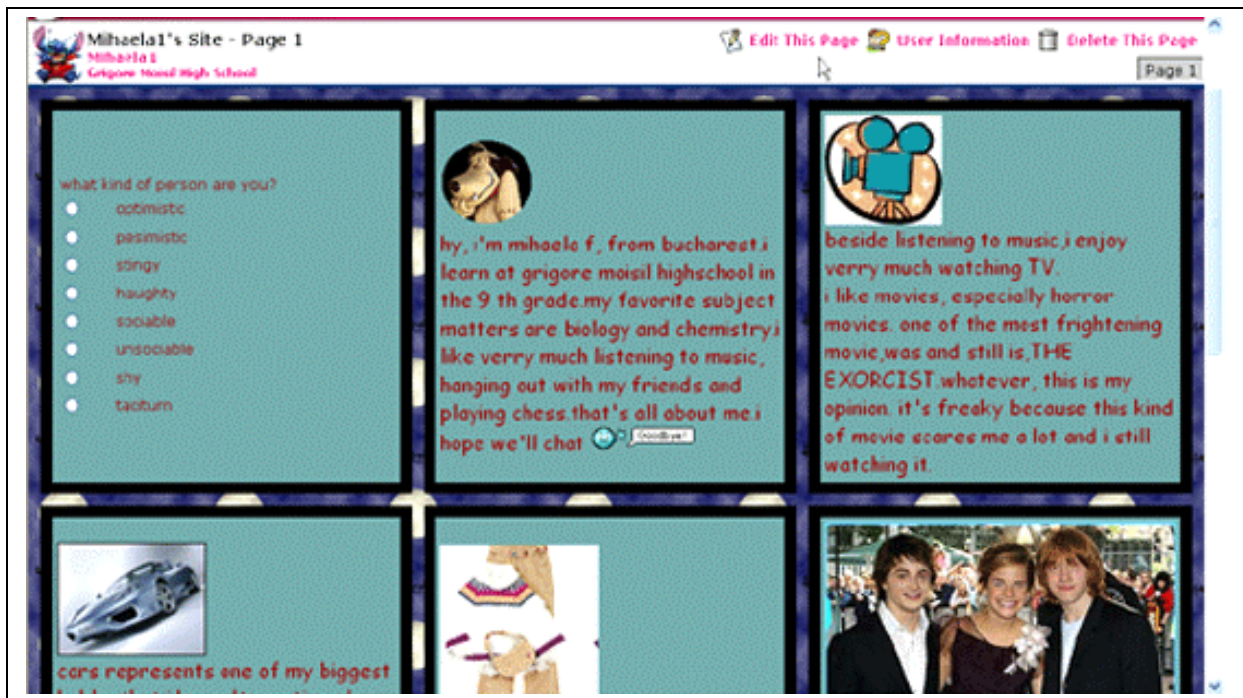 Mihaela1's Site - Page 1
Mihaela1
Grigore Moisil High School
Edit This Page
User Information
Delete This Page
Page 1
what kind of person are you?
optimistic
pesimistic
stingy
haughty
sociable
unsociable
shy
taciturn
hy, i'm mihaela f, from bucharest.i
learn at grigore moisil highschool in
the 9 th grade.my favorite subject
matters are biology and chemistry.i
like verry much listening to music,
hanging out with my friends and
playing chess.that's all about me.i
hope we'll chat Goodbye!
beside listening to music,i enjoy
verry much watching TV.
i like movies, especially horror
movies. one of the most frightening
movie,was and still is,THE
EXORCIST.whatever, this is my
opinion. it's freaky because this kind
of movie scares me a lot and i still
watching it.
cars represents one of my biggest